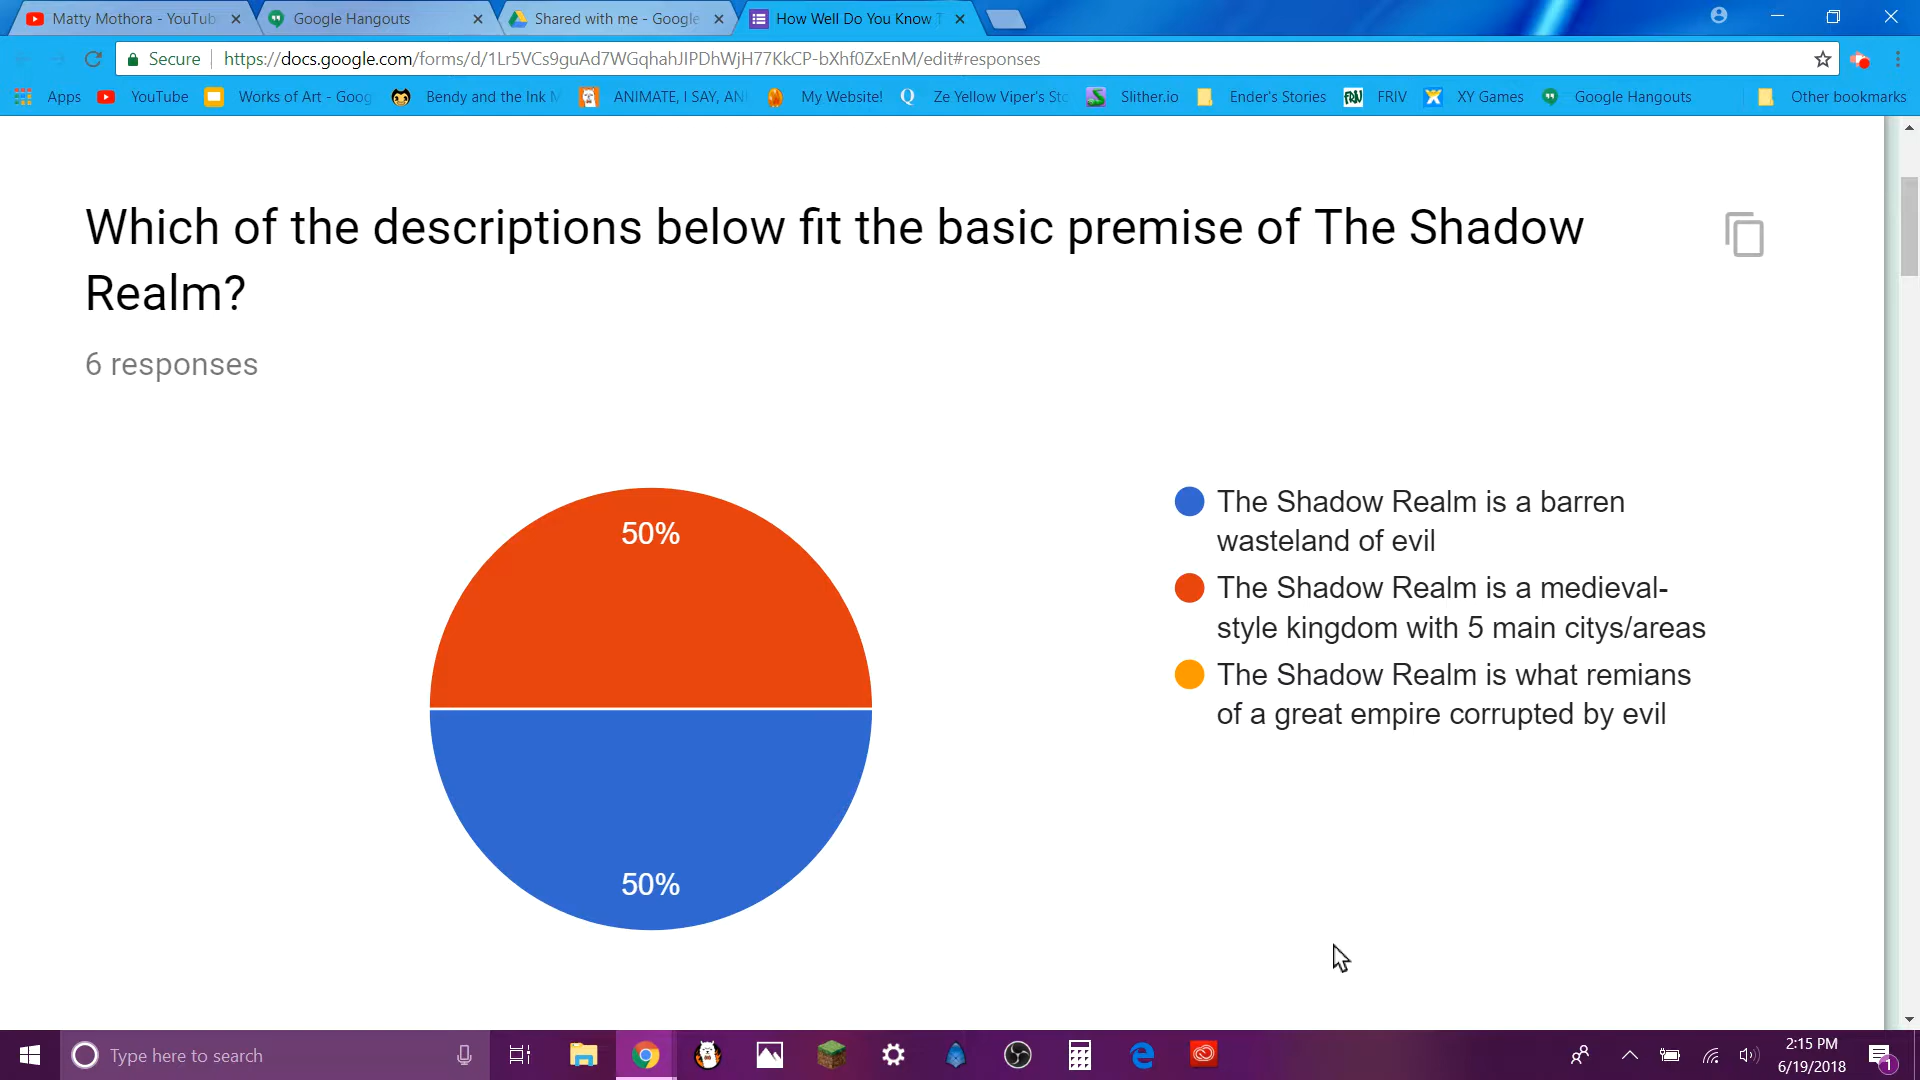 Matty Mothora - YouTub
Google Hangouts
Shared with me - Google
How Well Do You Know T
Secure
https://docs.google.com/forms/d/1Lr5VCs9guAd7WGqhahJIPDhWjH77KkCP-bXhf0ZxEnM/edit#responses
Apps
YouTube
Works of Art - Goog
Bendy and the Ink M
ANIMATE, I SAY, ANI
My Website!
Ze Yellow Viper's Sto
Slither.io
Ender's Stories
FRIV
XY Games
Google Hangouts
Other bookmarks
Which of the descriptions below fit the basic premise of The Shadow
Realm?
6 responses
50%
50%
The Shadow Realm is a barren
wasteland of evil
The Shadow Realm is a medieval-
style kingdom with 5 main citys/areas
The Shadow Realm is what remians
of a great empire corrupted by evil
Type here to search
2:15 PM
6/19/2018
1